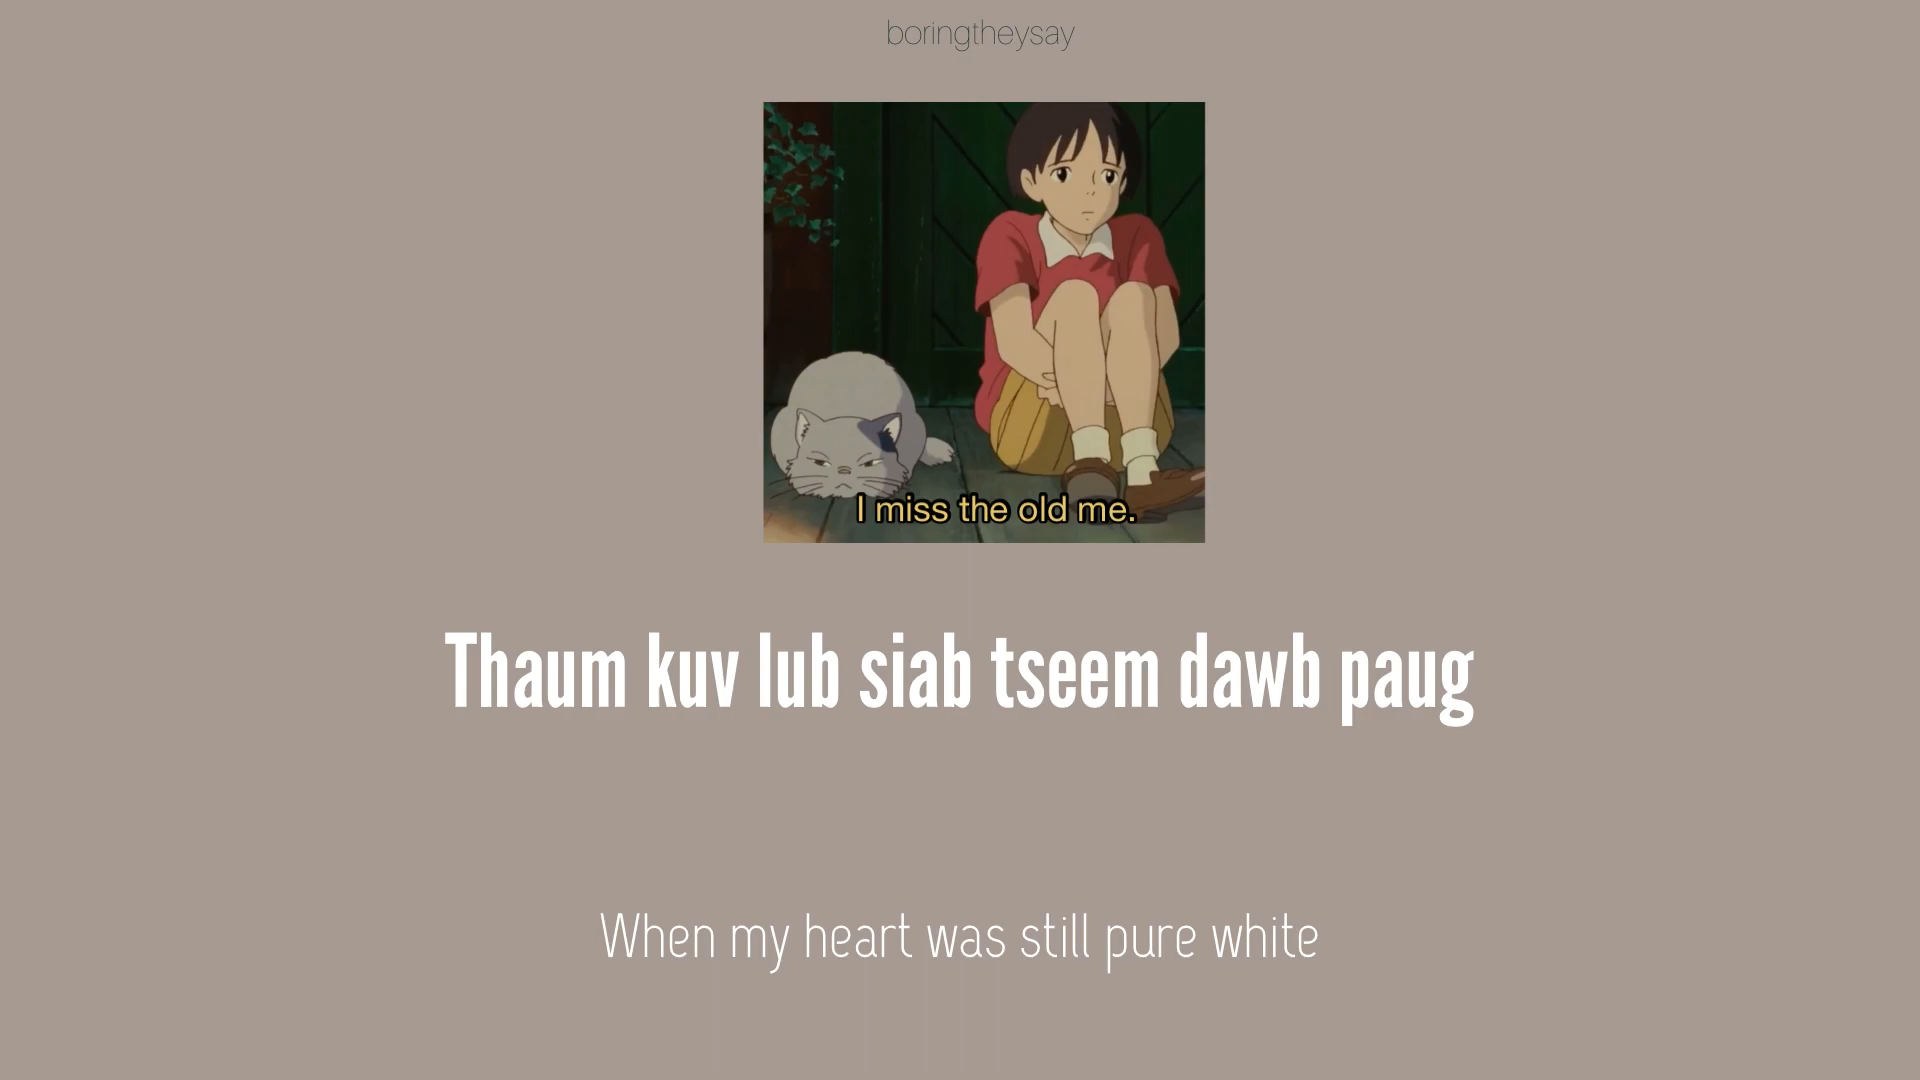 boringtheysay
I miss the old me.
Thaum kuv lub siab tseem dawb paug
When my heart was still pure white